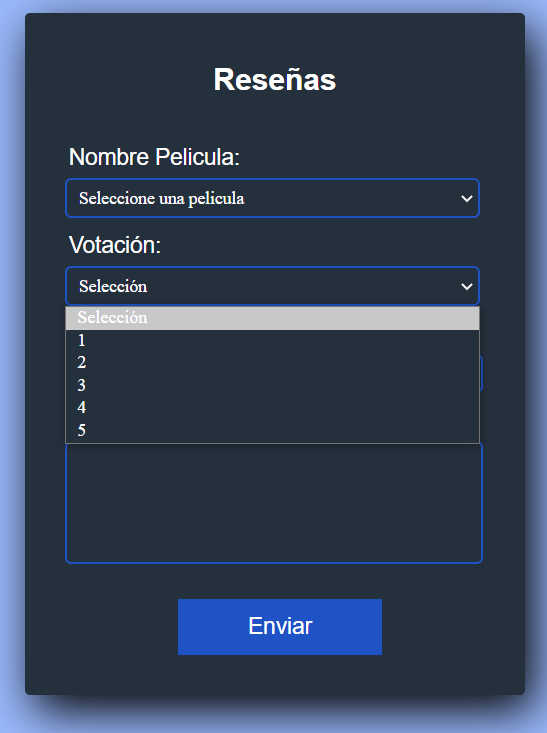 Reseñas
Nombre Pelicula:
Seleccione una pelicula
Votación:
Selección
Selección
1
2
3
4
5
Enviar